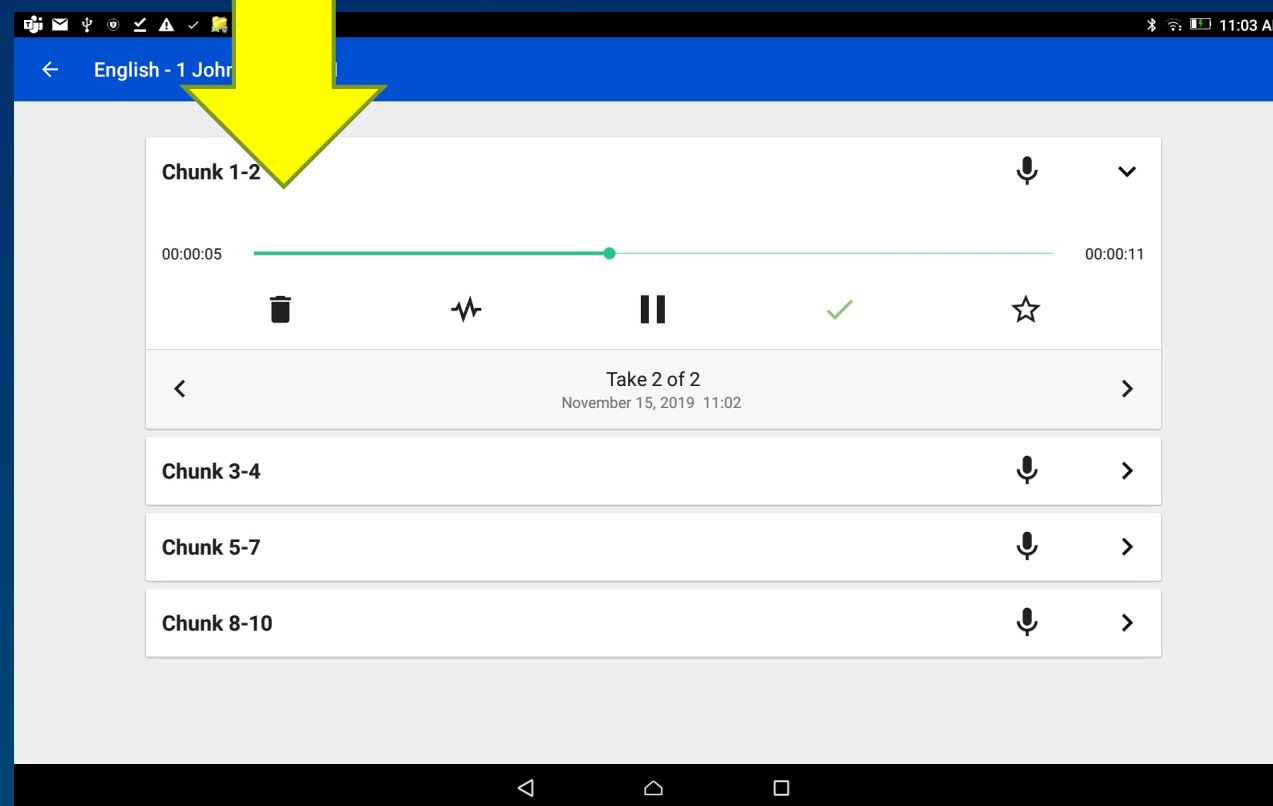 11:03 A
English - 1 John
Chunk 1-2
00:00:05
00:00:11
Take 2 of 2
November 15, 2019 11:02
Chunk 3-4
Chunk 5-7
Chunk 8-10